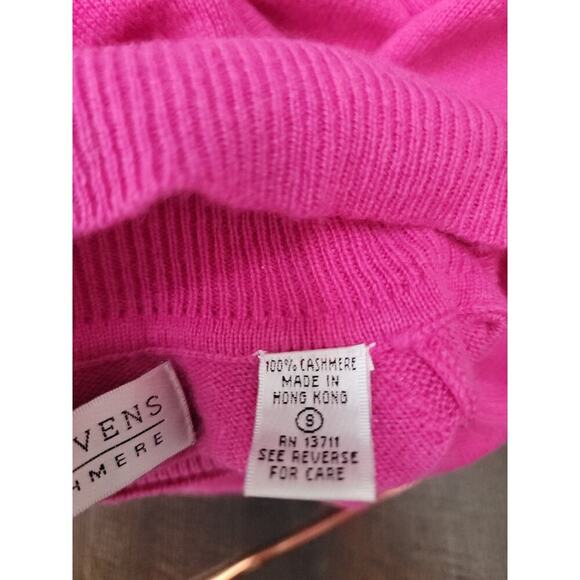 VENS
HMERE
100% CASHMERE
MADE IN
HONG KONG
S
RN 13711
SEE REVERSE
FOR CARE